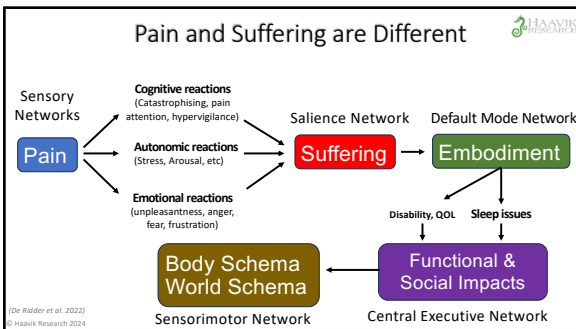 Pain and Suffering are Different
HAAVIK
RESEARCH
Sensory
Networks
Pain
Cognitive reactions
(Catastrophising, pain
attention, hypervigilance)
Autonomic reactions
(Stress, Arousal, etc)
Emotional reactions
(unpleasantness, anger,
fear, frustration)
Salience Network
Suffering
Default Mode Network
Embodiment
Disability, QOL
Sleep issues
Functional &
Social Impacts
Central Executive Network
Body Schema
World Schema
Sensorimotor Network
(De Ridder et al. 2022)
© Haavik Research 2024